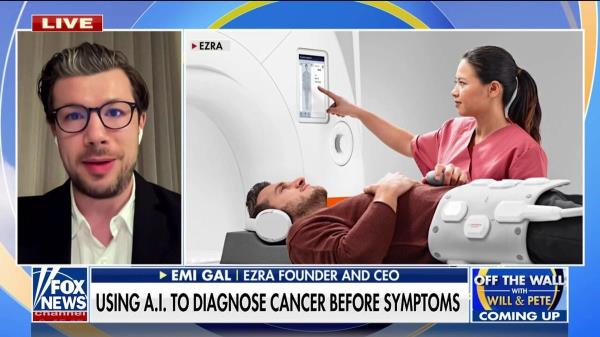 LIVE
EZRA
EMI GAL | EZRA FOUNDER AND CEO
USING A.I. TO DIAGNOSE CANCER BEFORE SYMPTOMS
FOX
NEWS
channel
OFF THE WALL
WITH
WILL & PETE
COMING UP